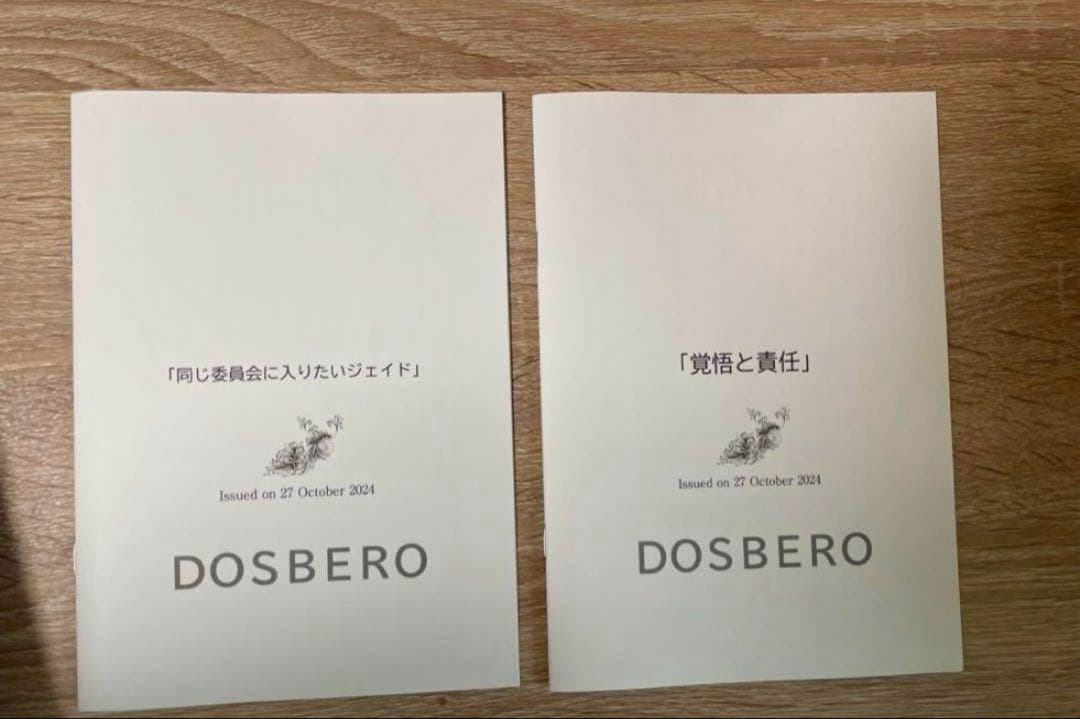 「同じ委員会に入りたいジェイド」
Issued on 27 October 2024
DOSBERO
「覚悟と責任」
Issued on 27 October 2024
DOSBERO